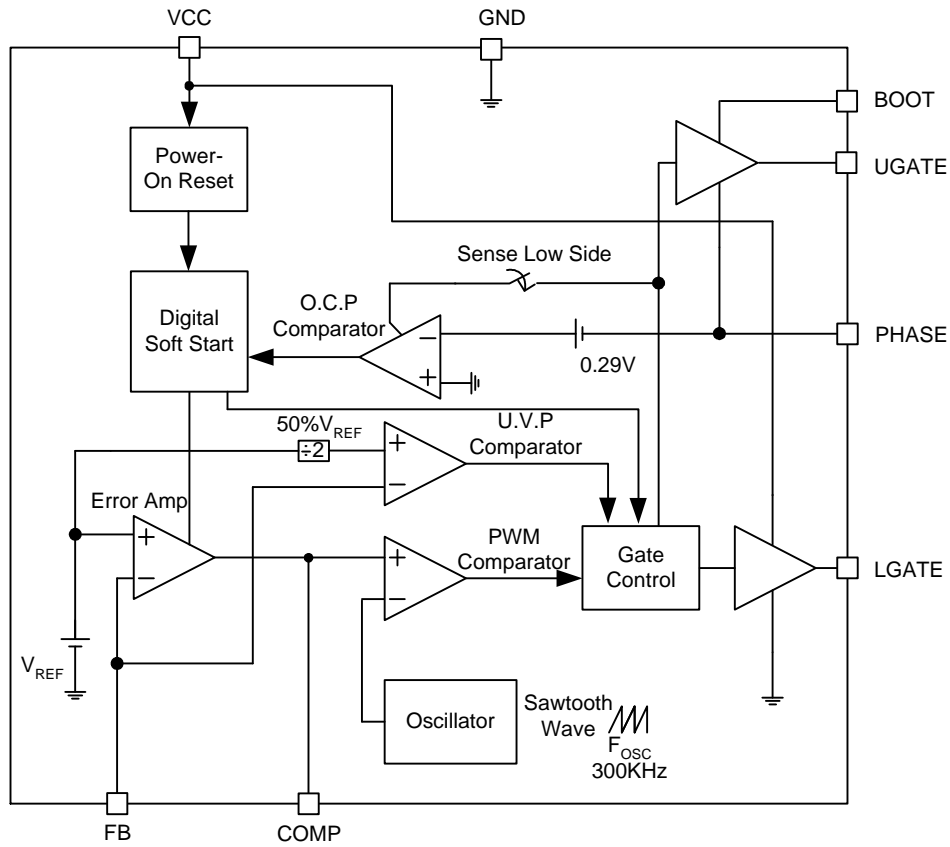 VCC
GND
BOOT
Power-
On Reset
UGATE
Sense Low Side
O.C.P
Comparator
Digital
Soft Start
−
+
0.29V
PHASE
50%VREF
÷2
U.V.P
Comparator
+
−
Error Amp
+
−
PWM
Comparator
+
−
Gate
Control
LGATE
VREF
Oscillator
Sawtooth
Wave
FOSC
300KHz
FB
COMP